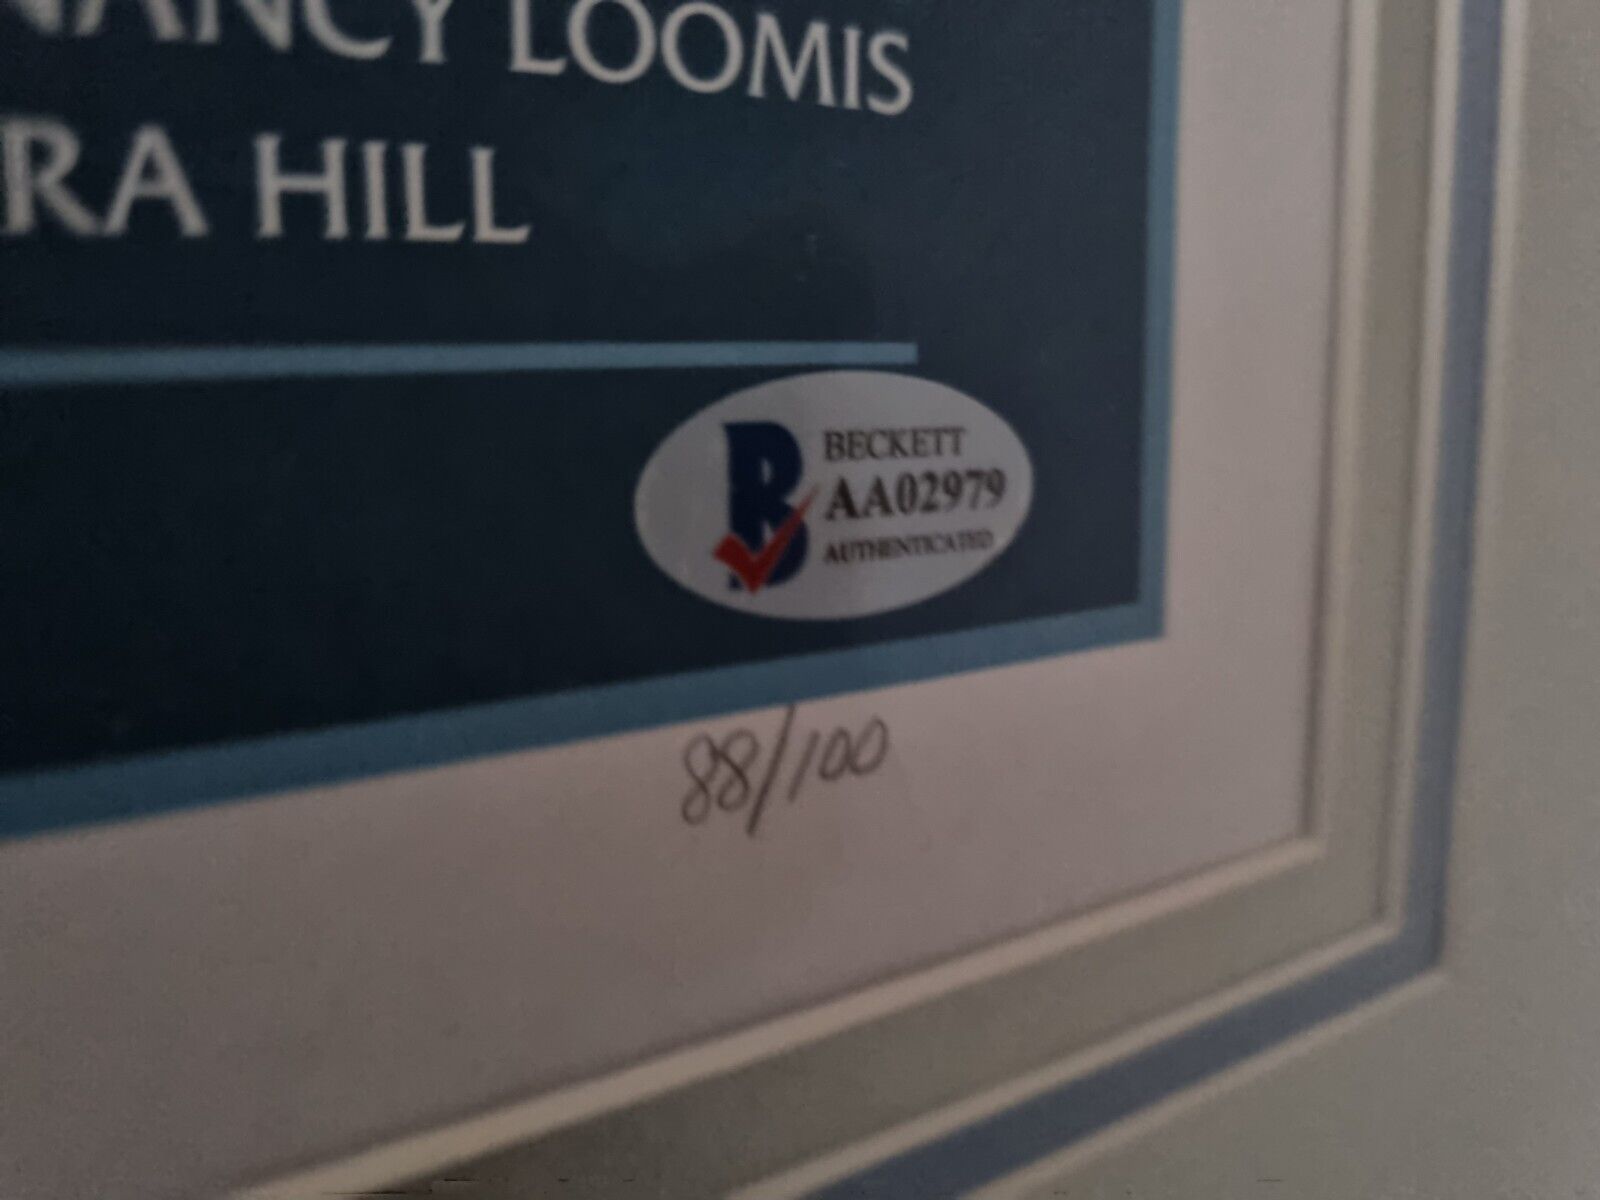 NANCY LOOMIS
RA HILL
BECKETT
AA02979
AUTHENTICATED
88/100